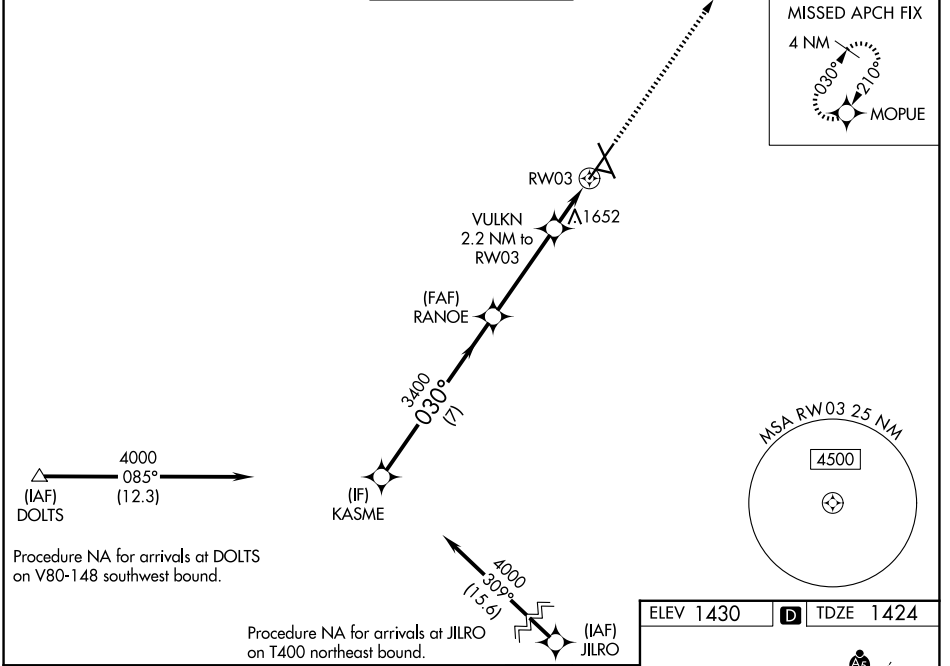 MISSED APCH FIX
4 NM
030°
210°
MOPUE
RW03
VULKN
2.2 NM to
RW03
1652
(FAF)
RANOE
3400
030°
(7)
MSA RW03 25 NM
4500
4000
085°
(12.3)
(IAF)
DOLTS
(IF)
KASME
Procedure NA for arrivals at DOLTS
on V80-148 southwest bound.
4000
309°
(15.6)
(IAF)
JILRO
Procedure NA for arrivals at JILRO
on T400 northeast bound.
ELEV 1430
D
TDZE 1424
A5